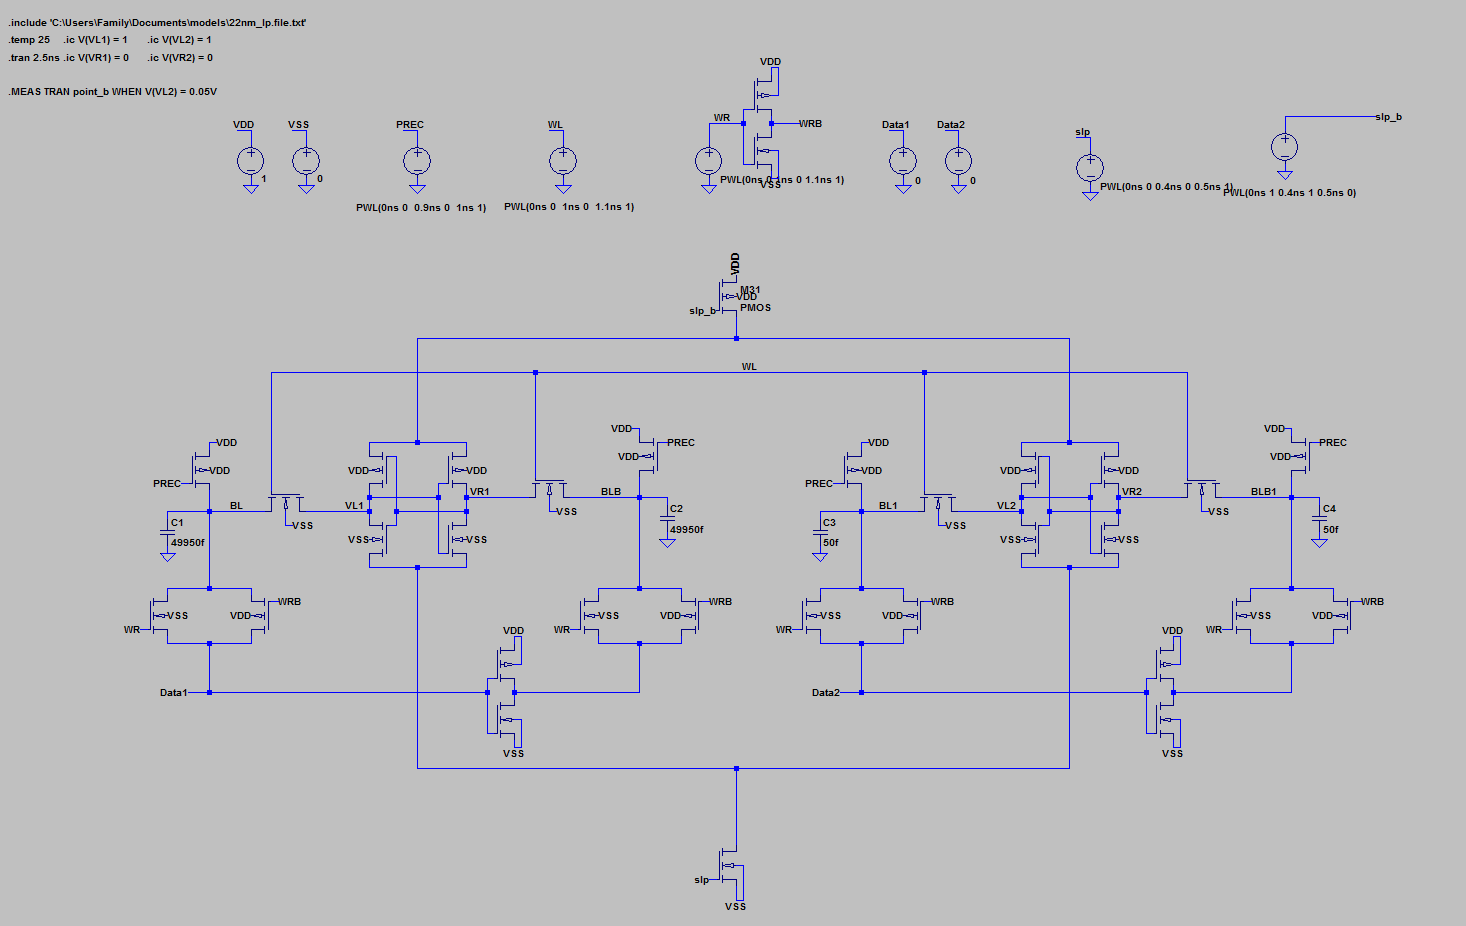 .include 'C:\Users\Family\Documents\models\22nm_lp.file.txt'
.temp 25 .ic V(VL1) = 1 .ic V(VL2) = 1
.tran 2.5ns .ic V(VR1) = 0 .ic V(VR2) = 0
.MEAS TRAN point_b WHEN V(VL2) = 0.05V
VDD
VDD VSS PREC WL WR WRB Data1 Data2 slp slp_b
1 0 0 0
PWL(0ns 0 0.9ns 0 1ns 1)
PWL(0ns 0 1ns 0 1.1ns 1)
PWL(0ns 0 1ns 0 1.1ns 1)
VSS
PWL(0ns 0 0.4ns 0 0.5ns 1)
PWL(0ns 1 0.4ns 1 0.5ns 0)
VDD
M31
VDD
slp_b PMOS
WL
VDD VDD PREC VDD VDD PREC
VDD VDD VDD VDD VDD VDD VDD VDD
PREC PREC
BL VL1 VR1 BLB BL1 VL2 VR2 BLB1
C1 VSS VSS C2 C3 VSS VSS C4
49950f 49950f 50f 50f
VSS VSS VSS VSS
WRB WRB WRB WRB
VSS VDD VSS VDD VSS VDD VSS VDD
WR WR WR WR
VDD VDD
Data1 Data2
VSS VSS
slp
VSS